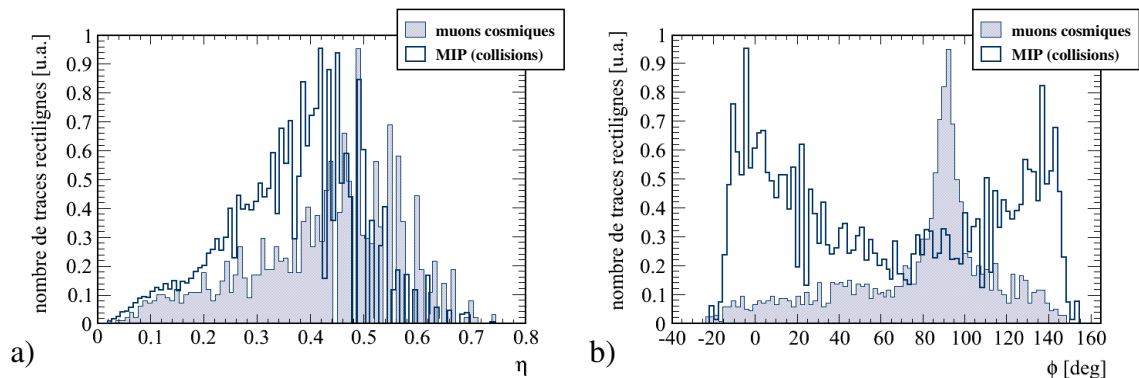 muons cosmiques
MIP (collisions)
nombre de traces rectilignes [u.a.]
1
0.9
0.8
0.7
0.6
0.5
0.4
0.3
0.2
0.1
0
0 0.1 0.2 0.3 0.4 0.5 0.6 0.7 0.8
η
a)
muons cosmiques
MIP (collisions)
nombre de traces rectilignes [u.a.]
1
0.9
0.8
0.7
0.6
0.5
0.4
0.3
0.2
0.1
0
-40 -20 0 20 40 60 80 100 120 140 160
ϕ [deg]
b)